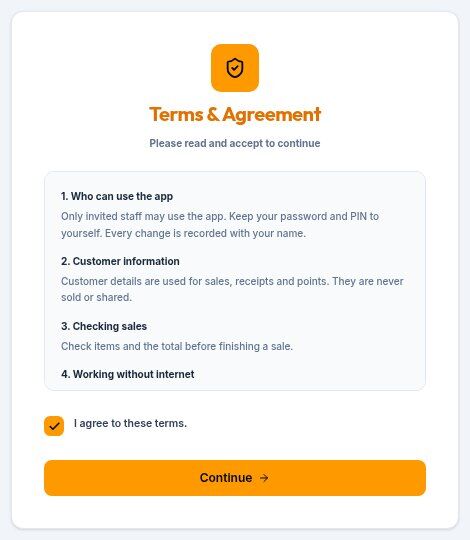 Terms & Agreement
Please read and accept to continue
1. Who can use the app
Only invited staff may use the app. Keep your password and PIN to
yourself. Every change is recorded with your name.
2. Customer information
Customer details are used for sales, receipts and points. They are never
sold or shared.
3. Checking sales
Check items and the total before finishing a sale.
4. Working without internet
I agree to these terms.
Continue →